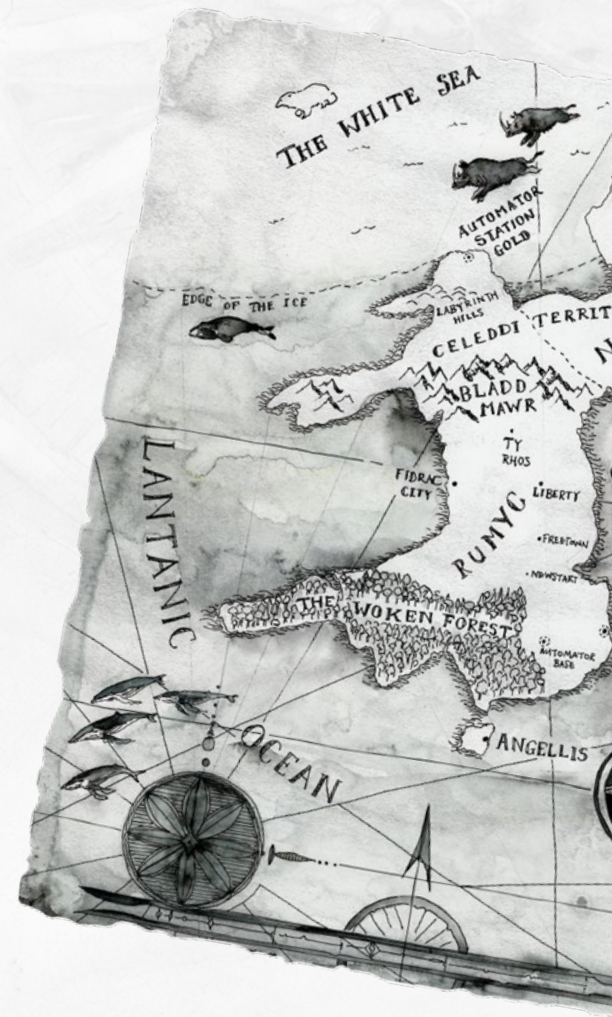 THE WHITE SEA
AUTOMATOR
STATION
GOLD
EDGE OF THE ICE
LABYRINTH
HILLS
CELEDDI TERRIT
N
BLADD
MAWR
TY
RHOS
FIDRAC
CITY
LIBERTY
LANTANIC
RUMYC
FREETOWN
NEWSTART
THE WOKEN FOREST
AUTOMATOR
BASE
ANGELLIS
OCEAN